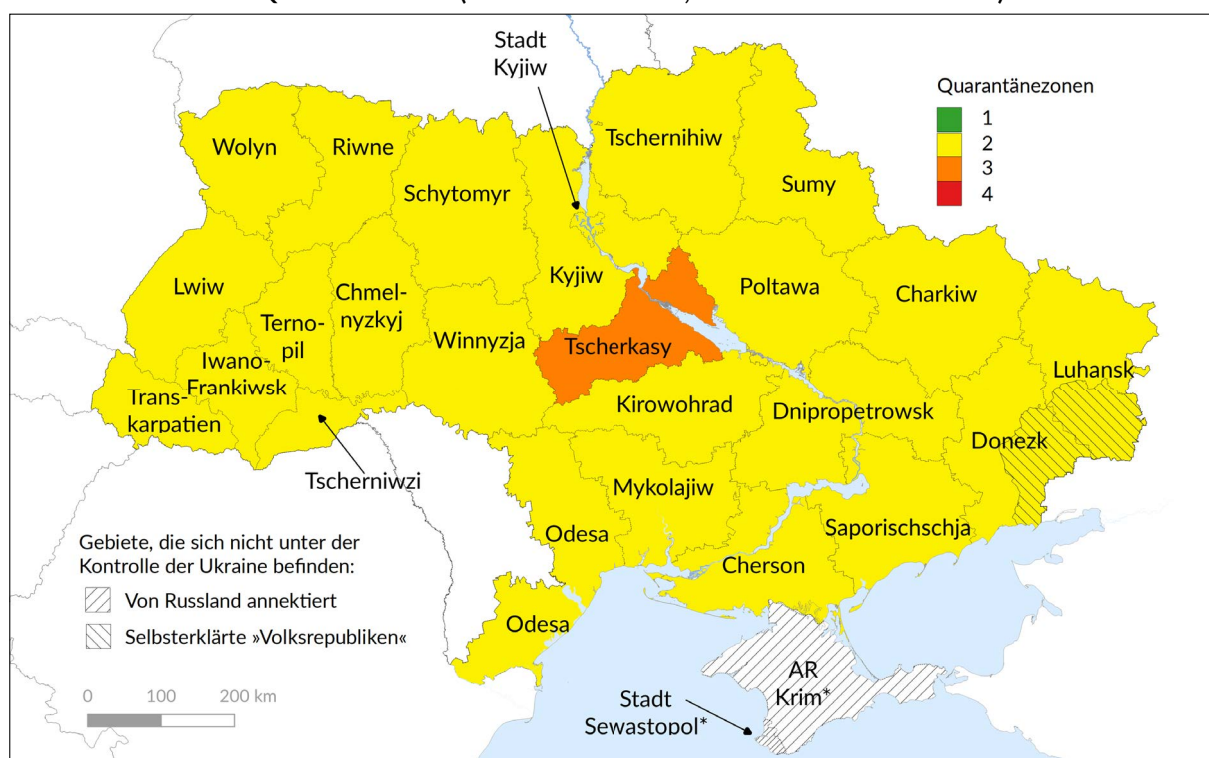 Stadt
Kyjiw
Quarantänezonen
1
2
3
4
Wolyn
Riwne
Tschernihiw
Schytomyr
Sumy
Lwiw
Kyjiw
Poltawa
Charkiw
Chmel-
nyzkyj
Terno-
pil
Winnyzja
Tscherkasy
Iwano-
Frankiwsk
Trans-
karpatien
Luhansk
Kirowohrad
Dnipropetrowsk
Donezk
Tscherniwzi
Mykolajiw
Odesa
Saporischschja
Cherson
Gebiete, die sich nicht unter der
Kontrolle der Ukraine befinden:
Von Russland annektiert
Selbsterklärte »Volksrepubliken«
Odesa
0 100 200 km
AR
Krim*
Stadt
Sewastopol*